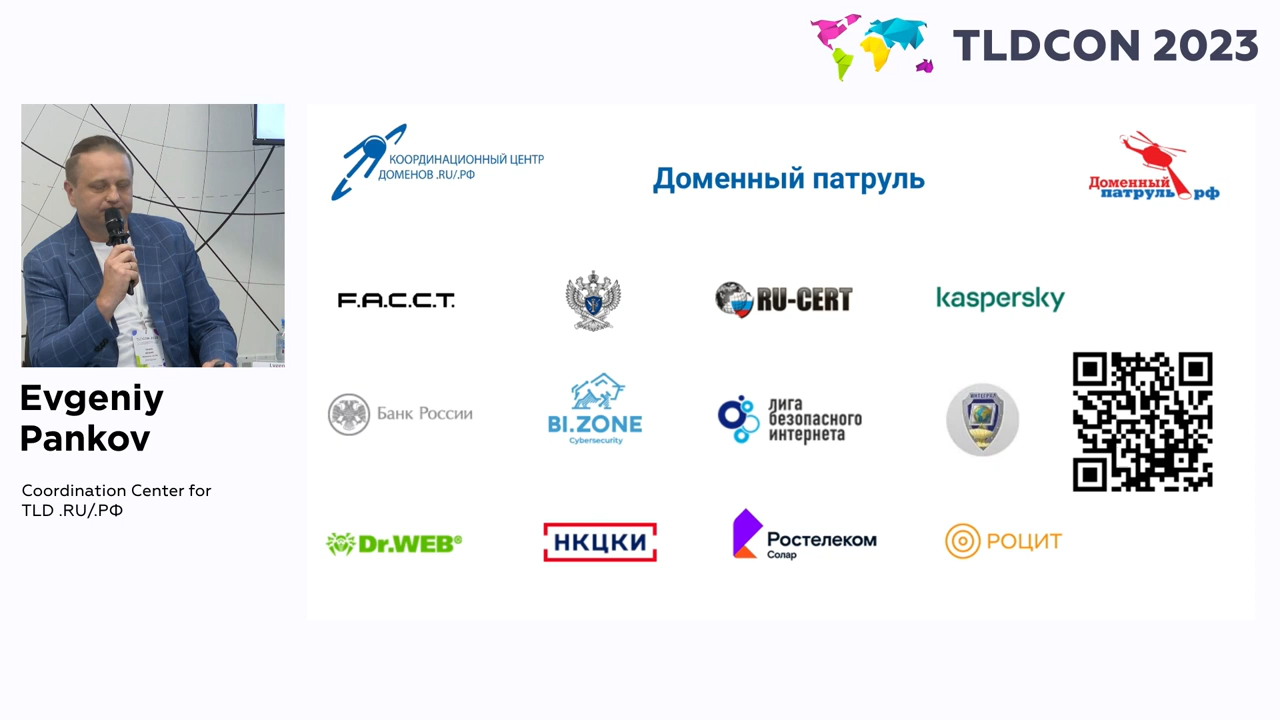 TLDCON 2023
КООРДИНАЦИОННЫЙ ЦЕНТР
ДОМЕНОВ .RU/.РФ
Доменный патруль
Доменный
патруль.рф
F.A.C.C.T.
RU-CERT
kaspersky
Банк России
BI.ZONE
Cybersecurity
лига
безопасного
интернета
ИНТЕГРАЛ
Dr.WEB®
НКЦКИ
Ростелеком
Солар
РОЦИТ
Evgeniy
Pankov
Coordination Center for
TLD .RU/.РФ